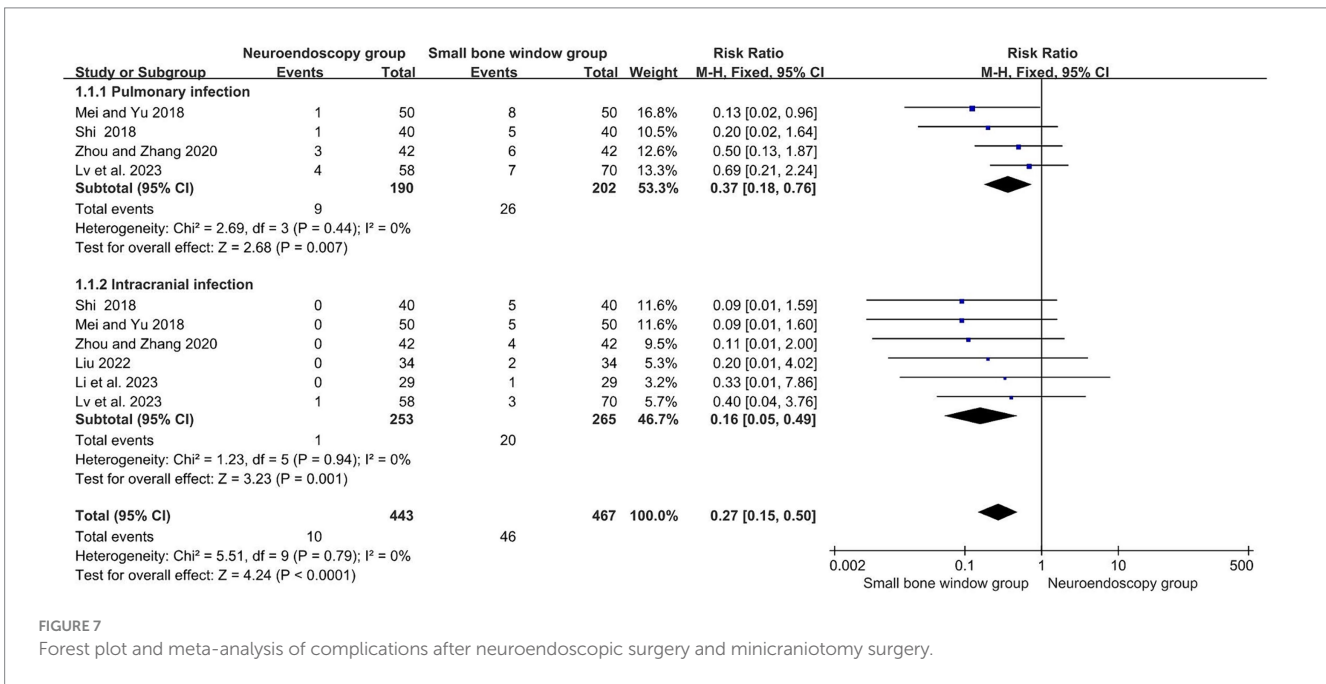 Neuroendoscopy group Small bone window group Risk Ratio Risk Ratio
Study or Subgroup Events Total Events Total Weight M-H, Fixed, 95% CI M-H, Fixed, 95% CI
1.1.1 Pulmonary infection
Mei and Yu 2018 1 50 8 50 16.8% 0.13 [0.02, 0.96]
Shi 2018 1 40 5 40 10.5% 0.20 [0.02, 1.64]
Zhou and Zhang 2020 3 42 6 42 12.6% 0.50 [0.13, 1.87]
Lv et al. 2023 4 58 7 70 13.3% 0.69 [0.21, 2.24]
Subtotal (95% CI) 190 202 53.3% 0.37 [0.18, 0.76]
Total events 9 26
Heterogeneity: Chi² = 2.69, df = 3 (P = 0.44); I² = 0%
Test for overall effect: Z = 2.68 (P = 0.007)
1.1.2 Intracranial infection
Shi 2018 0 40 5 40 11.6% 0.09 [0.01, 1.59]
Mei and Yu 2018 0 50 5 50 11.6% 0.09 [0.01, 1.60]
Zhou and Zhang 2020 0 42 4 42 9.5% 0.11 [0.01, 2.00]
Liu 2022 0 34 2 34 5.3% 0.20 [0.01, 4.02]
Li et al. 2023 0 29 1 29 3.2% 0.33 [0.01, 7.86]
Lv et al. 2023 1 58 3 70 5.7% 0.40 [0.04, 3.76]
Subtotal (95% CI) 253 265 46.7% 0.16 [0.05, 0.49]
Total events 1 20
Heterogeneity: Chi² = 1.23, df = 5 (P = 0.94); I² = 0%
Test for overall effect: Z = 3.23 (P = 0.001)
Total (95% CI) 443 467 100.0% 0.27 [0.15, 0.50]
Total events 10 46
Heterogeneity: Chi² = 5.51, df = 9 (P = 0.79); I² = 0%
Test for overall effect: Z = 4.24 (P < 0.0001)
0.002 0.1 1 10 500
Small bone window group Neuroendoscopy group
FIGURE 7
Forest plot and meta-analysis of complications after neuroendoscopic surgery and minicraniotomy surgery.